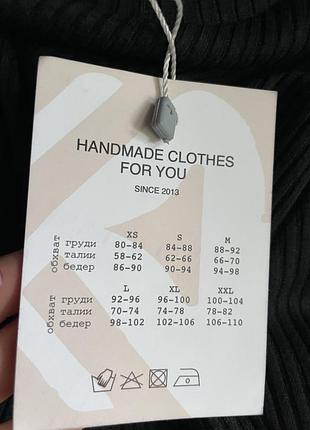 HANDMADE CLOTHES
FOR YOU
SINCE 2013
XS S M
обхват
груди 80-84 84-88 88-92
талии 58-62 62-66 66-70
бедер 86-90 90-94 94-98
L XL XXL
обхват
груди 92-96 96-100 100-104
талии 70-74 74-78 78-82
бедер 98-102 102-106 106-110